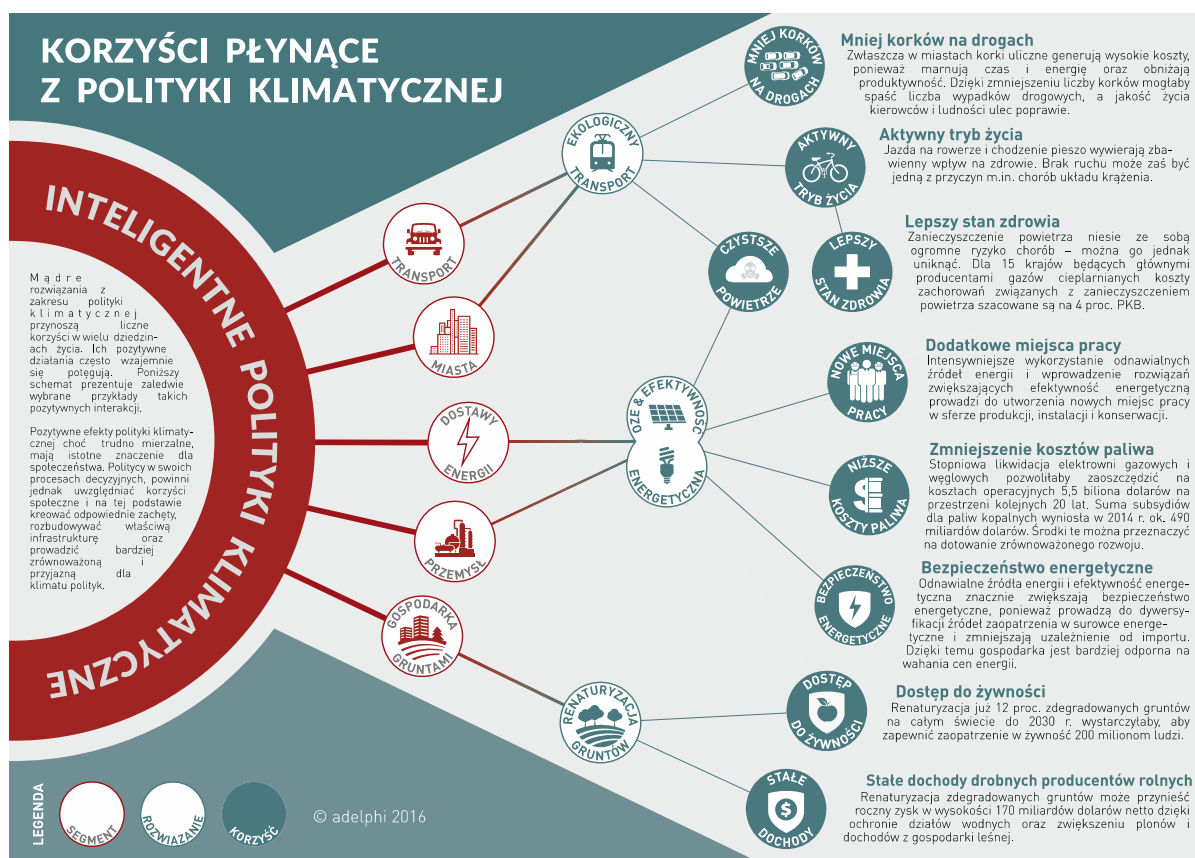 KORZYŚCI PŁYNĄCE
Z POLITYKI KLIMATYCZNEJ
INTELIGENTNE POLITYKI KLIMATYCZNE
Mądre
rozwiązania z
zakresu polityki
klimatycznej
przynoszą liczne
korzyści w wielu dziedzin-
ach życia. Ich pozytywne
działania często wzajemnie
się potęgują. Poniższy
schemat prezentuje zaledwie
wybrane przykłady takich
pozytywnych interakcji.
Pozytywne efekty polityki klimaty-
cznej choć trudno mierzalne,
mają istotne znaczenie dla
społeczeństwa. Politycy w swoich
procesach decyzyjnych, powinni
jednak uwzględniać korzyści
społeczne i na tej podstawie
kreować odpowiednie zachęty,
rozbudowywać właściwą
infrastrukturę oraz
prowadzić bardziej
zrównoważoną i
przyjazną dla
klimatu polityk.
TRANSPORT
MIASTA
DOSTAWY
ENERGII
PRZEMYSŁ
GOSPODARKA
GRUNTAMI
EKOLOGICZNY
TRANSPORT
OZE & EFEKTYWNOŚĆ
ENERGETYCZNA
RENATURYZACJA
GRUNTÓW
CZYSTSZE
POWIETRZE
MNIEJ KORKÓW
NA DROGACH
Mniej korków na drogach
Zwłaszcza w miastach korki uliczne generują wysokie koszty,
ponieważ marnują czas i energię oraz obniżają
produktywność. Dzięki zmniejszeniu liczby korków mogłaby
spaść liczba wypadków drogowych, a jakość życia
kierowców i ludności ulec poprawie.
AKTYWNY
TRYB ŻYCIA
Aktywny tryb życia
Jazda na rowerze i chodzenie pieszo wywierają zba-
wienny wpływ na zdrowie. Brak ruchu może zaś być
jedną z przyczyn m.in. chorób układu krążenia.
LEPSZY
STAN ZDROWIA
Lepszy stan zdrowia
Zanieczyszczenie powietrza niesie ze sobą
ogromne ryzyko chorób – można go jednak
uniknąć. Dla 15 krajów będących głównymi
producentami gazów cieplarnianych koszty
zachorowań związanych z zanieczyszczeniem
powietrza szacowane są na 4 proc. PKB.
NOWE MIEJSCA
PRACY
Dodatkowe miejsca pracy
Intensywniejsze wykorzystanie odnawialnych
źródeł energii i wprowadzenie rozwiązań
zwiększających efektywność energetyczną
prowadzi do utworzenia nowych miejsc pracy
w sferze produkcji, instalacji i konserwacji.
NIŻSZE
KOSZTY PALIWA
Zmniejszenie kosztów paliwa
Stopniowa likwidacja elektrowni gazowych i
węglowych pozwoliłaby zaoszczędzić na
kosztach operacyjnych 5,5 biliona dolarów na
przestrzeni kolejnych 20 lat. Suma subsydiów
dla paliw kopalnych wyniosła w 2014 r. ok. 490
miliardów dolarów. Środki te można przeznaczyć
na dotowanie zrównoważonego rozwoju.
BEZPIECZEŃSTWO
ENERGETYCZNE
Bezpieczeństwo energetyczne
Odnawialne źródła energii i efektywność energe-
tyczna znacznie zwiększają bezpieczeństwo
energetyczne, ponieważ prowadzą do dywersy-
fikacji źródeł zaopatrzenia w surowce energe-
tyczne i zmniejszają uzależnienie od importu.
Dzięki temu gospodarka jest bardziej odporna na
wahania cen energii.
DOSTĘP
DO ŻYWNOŚCI
Dostęp do żywności
Renaturyzacja już 12 proc. zdegradowanych gruntów
na całym świecie do 2030 r. wystarczyłaby, aby
zapewnić zaopatrzenie w żywność 200 milionom ludzi.
STAŁE
DOCHODY
Stałe dochody drobnych producentów rolnych
Renaturyzacja zdegradowanych gruntów może przynieść
roczny zysk w wysokości 170 miliardów dolarów netto dzięki
ochronie działów wodnych oraz zwiększeniu plonów i
dochodów z gospodarki leśnej.
LEGENDA
SEGMENT
ROZWIĄZANIE
KORZYŚĆ
© adelphi 2016